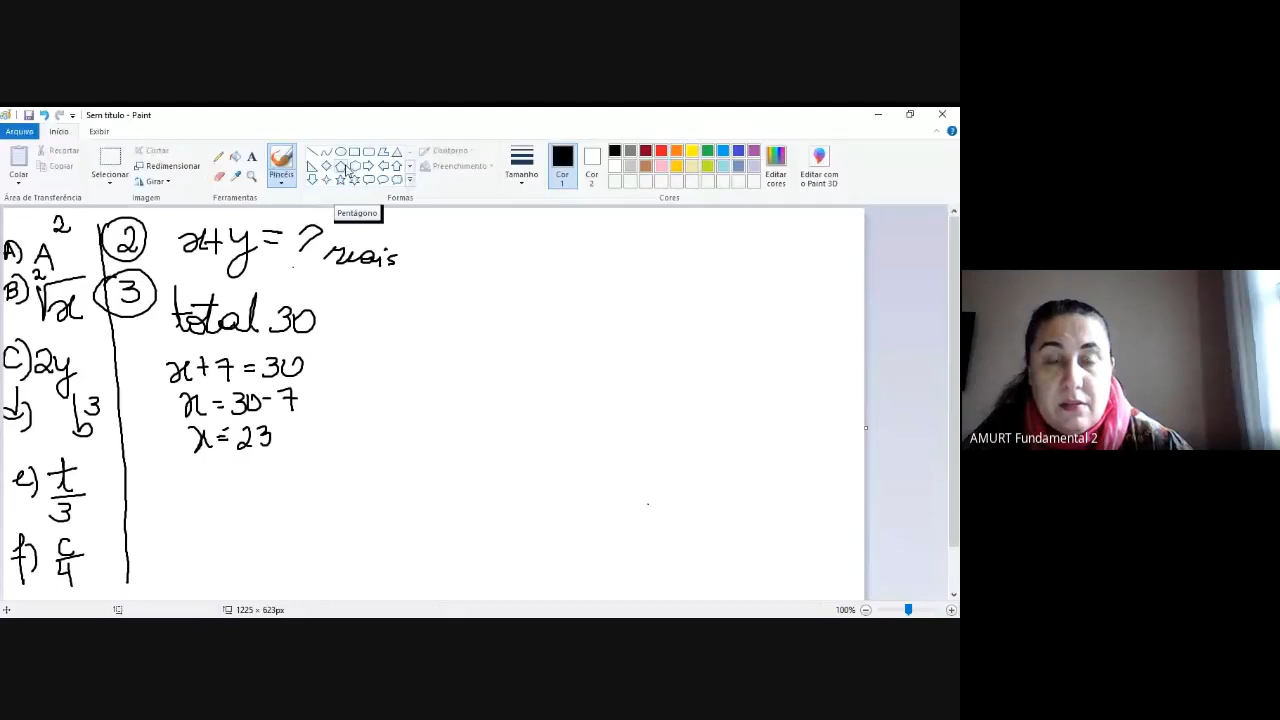 Sem título - Paint
Arquivo Início Exibir
Colar
Recortar
Copiar
Área de Transferência
Selecionar
Cortar
Redimensionar
Girar
Imagem
Ferramentas
Pincéis
Contorno
Preenchimento
Formas
Pentágono
Tamanho
Cor 1
Cor 2
Editar cores
Editar com o Paint 3D
Cores
A) A²
B) ²√x
C) 2y
d) b³
e) t/3
f) c/4
2 x+y = ? reais
3 total 30
x + 7 = 30
x = 30 - 7
x = 23
1225 × 623px
100%
AMURT Fundamental 2